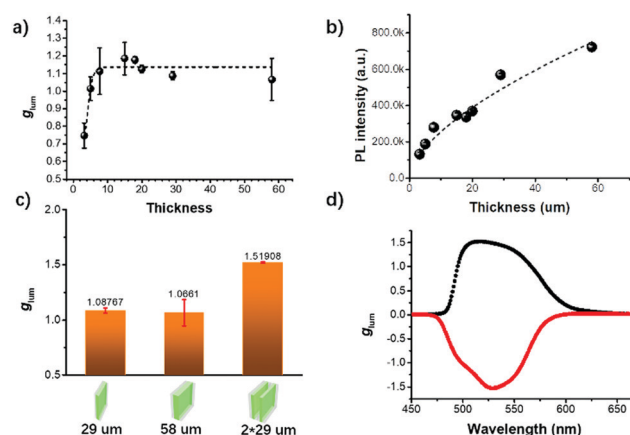 a)
1.4
1.3
1.2
1.1
1.0
0.9
0.8
0.7
0.6
0.5
g_lum
0 10 20 30 40 50 60
Thickness
b)
800.0k
600.0k
400.0k
200.0k
0.0
PL intensity (a.u.)
0 20 40 60
Thickness (um)
c)
2.0
1.5
1.0
0.5
g_lum
1.08767
1.0661
1.51908
29 um 58 um 2*29 um
d)
1.5
1.0
0.5
0.0
-0.5
-1.0
-1.5
g_lum
450 500 550 600 650
Wavelength (nm)